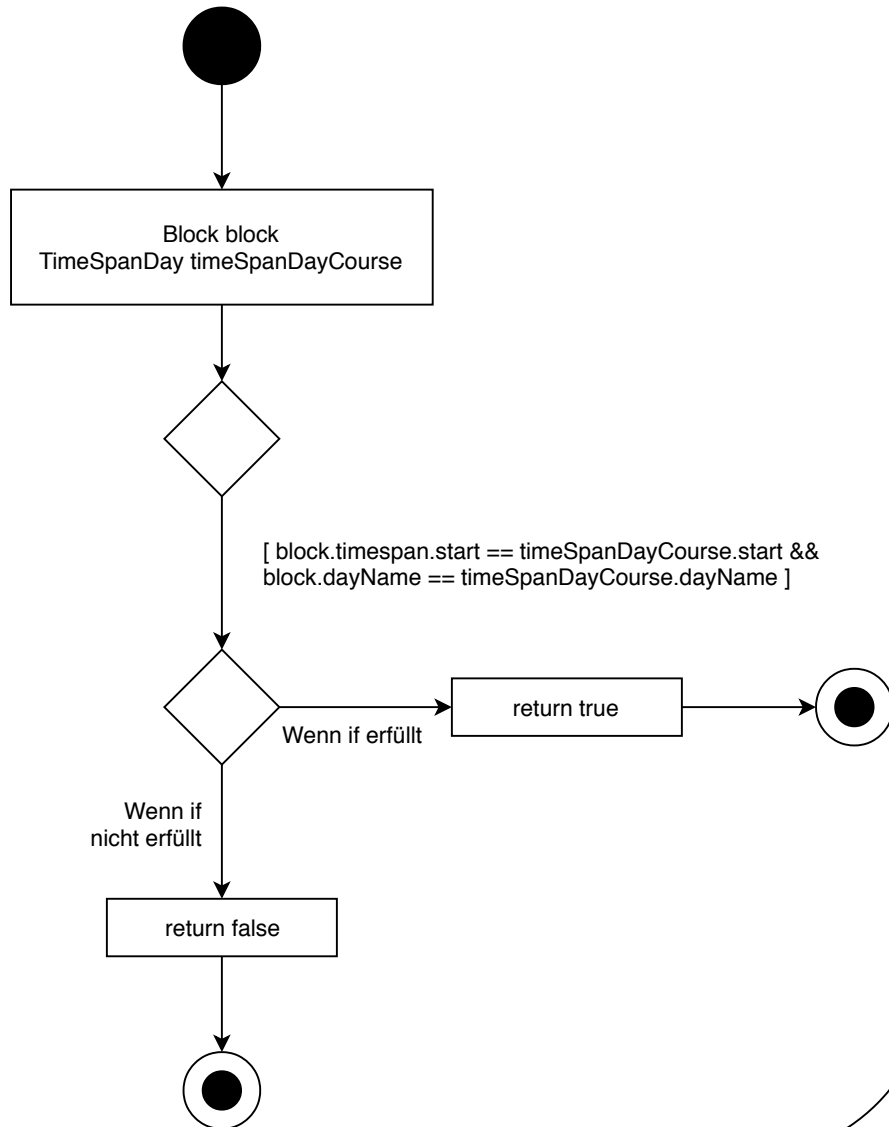 Block block
TimeSpanDay timeSpanDayCourse
[ block.timespan.start == timeSpanDayCourse.start &&
block.dayName == timeSpanDayCourse.dayName ]
Wenn if erfüllt
return true
Wenn if
nicht erfüllt
return false